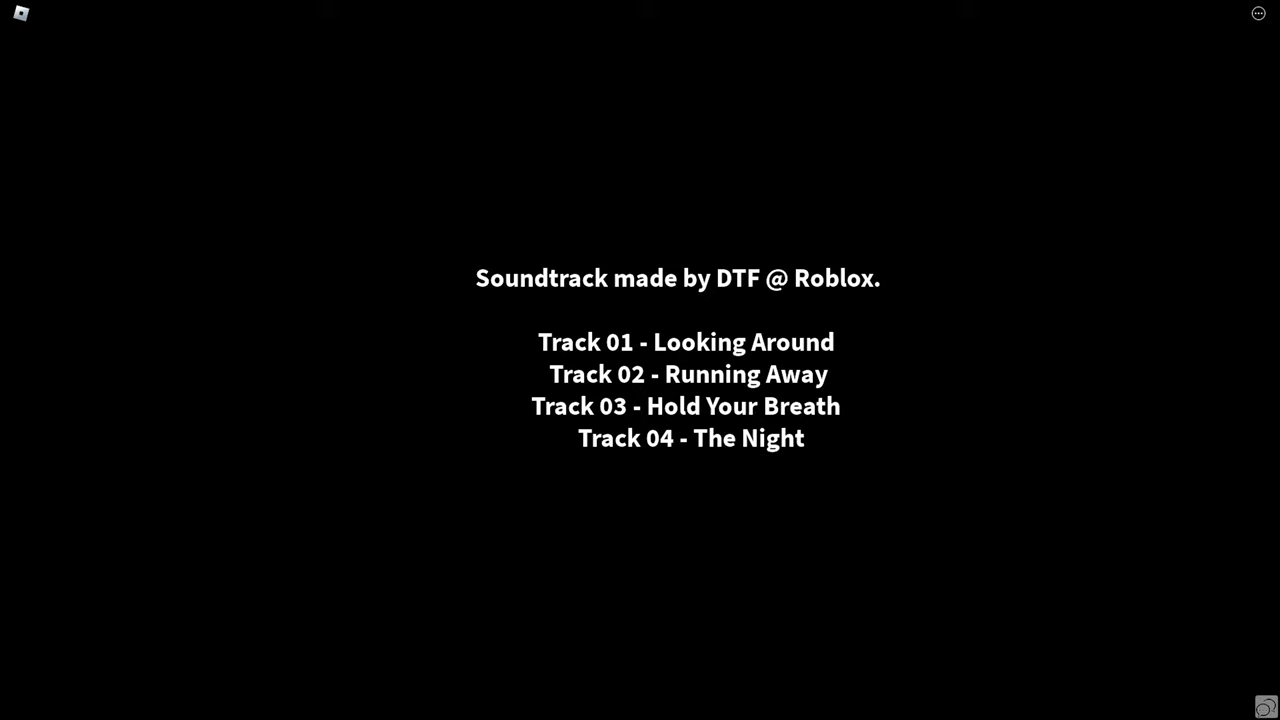 Soundtrack made by DTF @ Roblox.
Track 01 - Looking Around
Track 02 - Running Away
Track 03 - Hold Your Breath
Track 04 - The Night